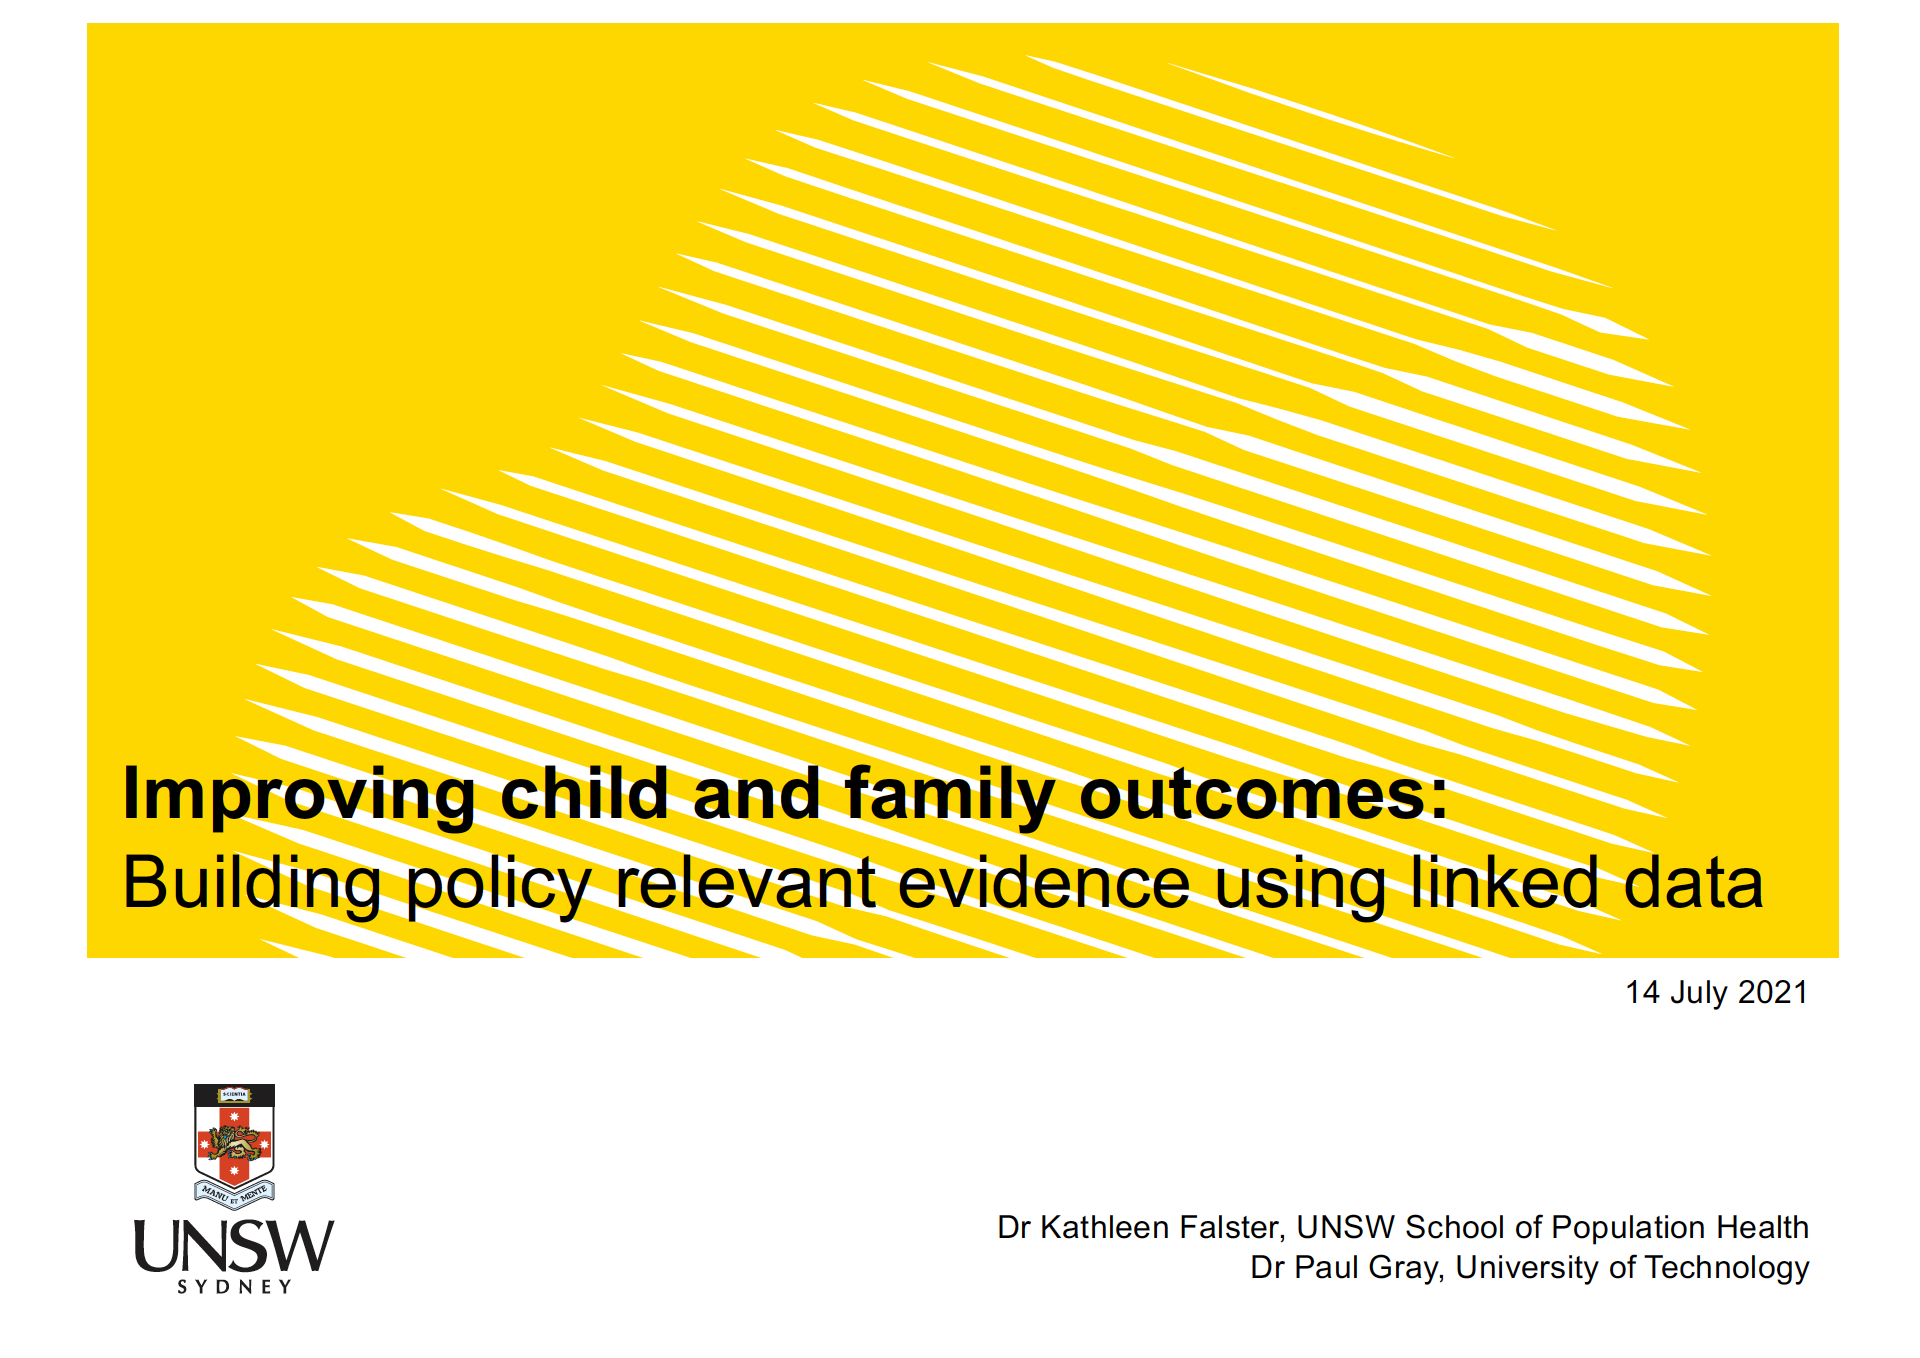 Improving child and family outcomes:
Building policy relevant evidence using linked data
14 July 2021
SCIENTIA
MANU ET MENTE
UNSW
SYDNEY
Dr Kathleen Falster, UNSW School of Population Health
Dr Paul Gray, University of Technology